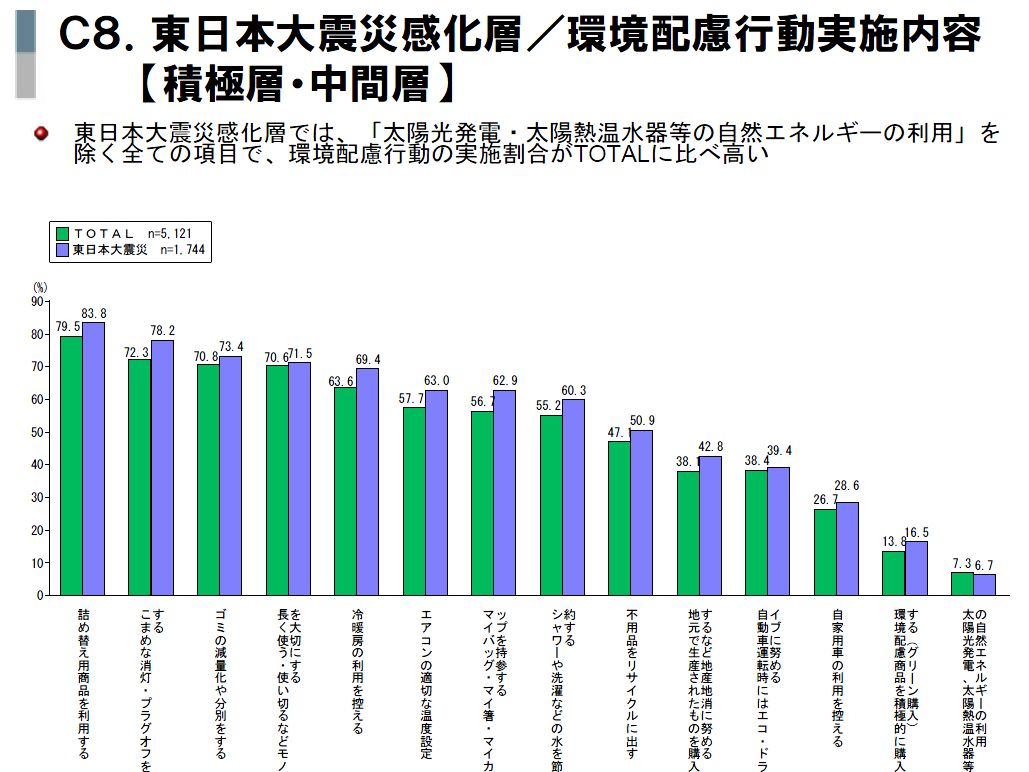 C8．東日本大震災感化層／環境配慮行動実施内容
【積極層・中間層】
東日本大震災感化層では、「太陽光発電・太陽熱温水器等の自然エネルギーの利用」を
除く全ての項目で、環境配慮行動の実施割合がTOTALに比べ高い
ＴＯＴＡＬ　n=5,121
東日本大震災　n=1,744
(%)
90
80
70
60
50
40
30
20
10
0
79.5
83.8
72.3
78.2
70.8
73.4
70.6
71.5
63.6
69.4
57.7
63.0
56.7
62.9
55.2
60.3
47.1
50.9
38.1
42.8
38.4
39.4
26.7
28.6
13.8
16.5
7.3
6.7
詰め替え用商品を利用する
こまめな消灯・プラグオフを
する
ゴミの減量化や分別をする
長く使う・使い切るなどモノ
を大切にする
冷暖房の利用を控える
エアコンの適切な温度設定
マイバッグ・マイ箸・マイカ
ップを持参する
シャワーや洗濯などの水を節
約する
不用品をリサイクルに出す
地元で生産されたものを購入
するなど地産地消に努める
自動車運転時にはエコ・ドラ
イブに努める
自家用車の利用を控える
環境配慮商品を積極的に購入
する（グリーン購入）
太陽光発電、太陽熱温水器等
の自然エネルギーの利用